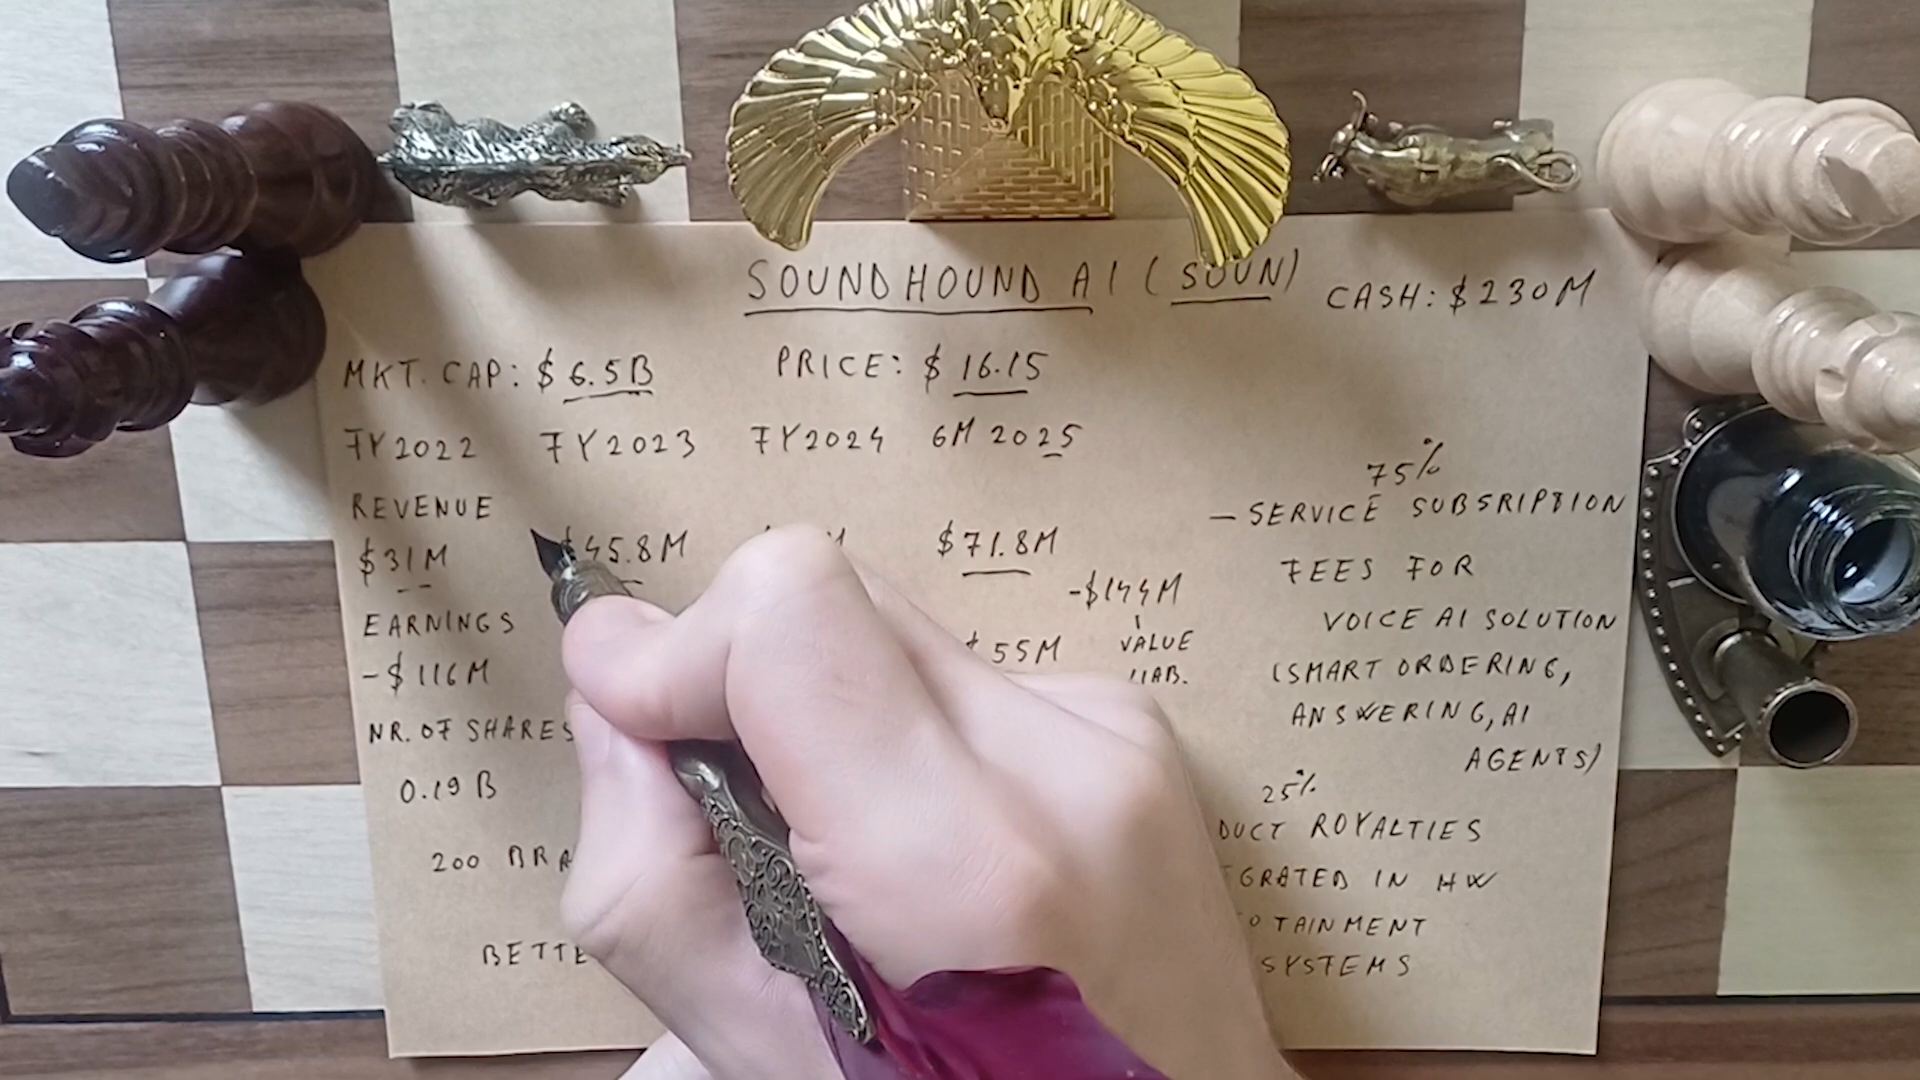 SOUNDHOUND AI (SOUN)
CASH: $230M
MKT. CAP: $6.5B
PRICE: $16.15
FY2022 FY2023 FY2024 6M 2025
REVENUE
$31M $45.8M M $71.8M
EARNINGS
-$116M 55M
-$144M
VALUE
LIAB.
NR. OF SHARES
0.19B
200 BRA
BETTE
75%
- SERVICE SUBSRIPTION
FEES FOR
VOICE AI SOLUTION
(SMART ORDERING,
ANSWERING, AI
AGENTS)
25%
DUCT ROYALTIES
GRATED IN HW
TAINMENT
SYSTEMS